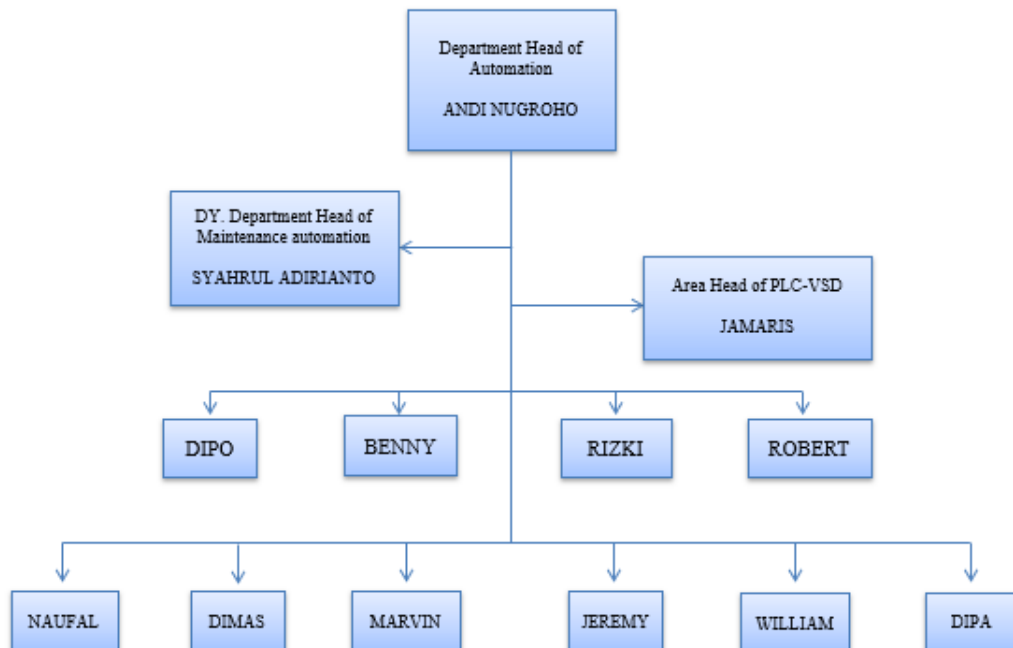 Department Head of
Automation
ANDI NUGROHO
DY. Department Head of
Maintenance automation
SYAHRUL ADIRIANTO
Area Head of PLC-VSD
JAMARIS
DIPO
BENNY
RIZKI
ROBERT
NAUFAL
DIMAS
MARVIN
JEREMY
WILLIAM
DIPA